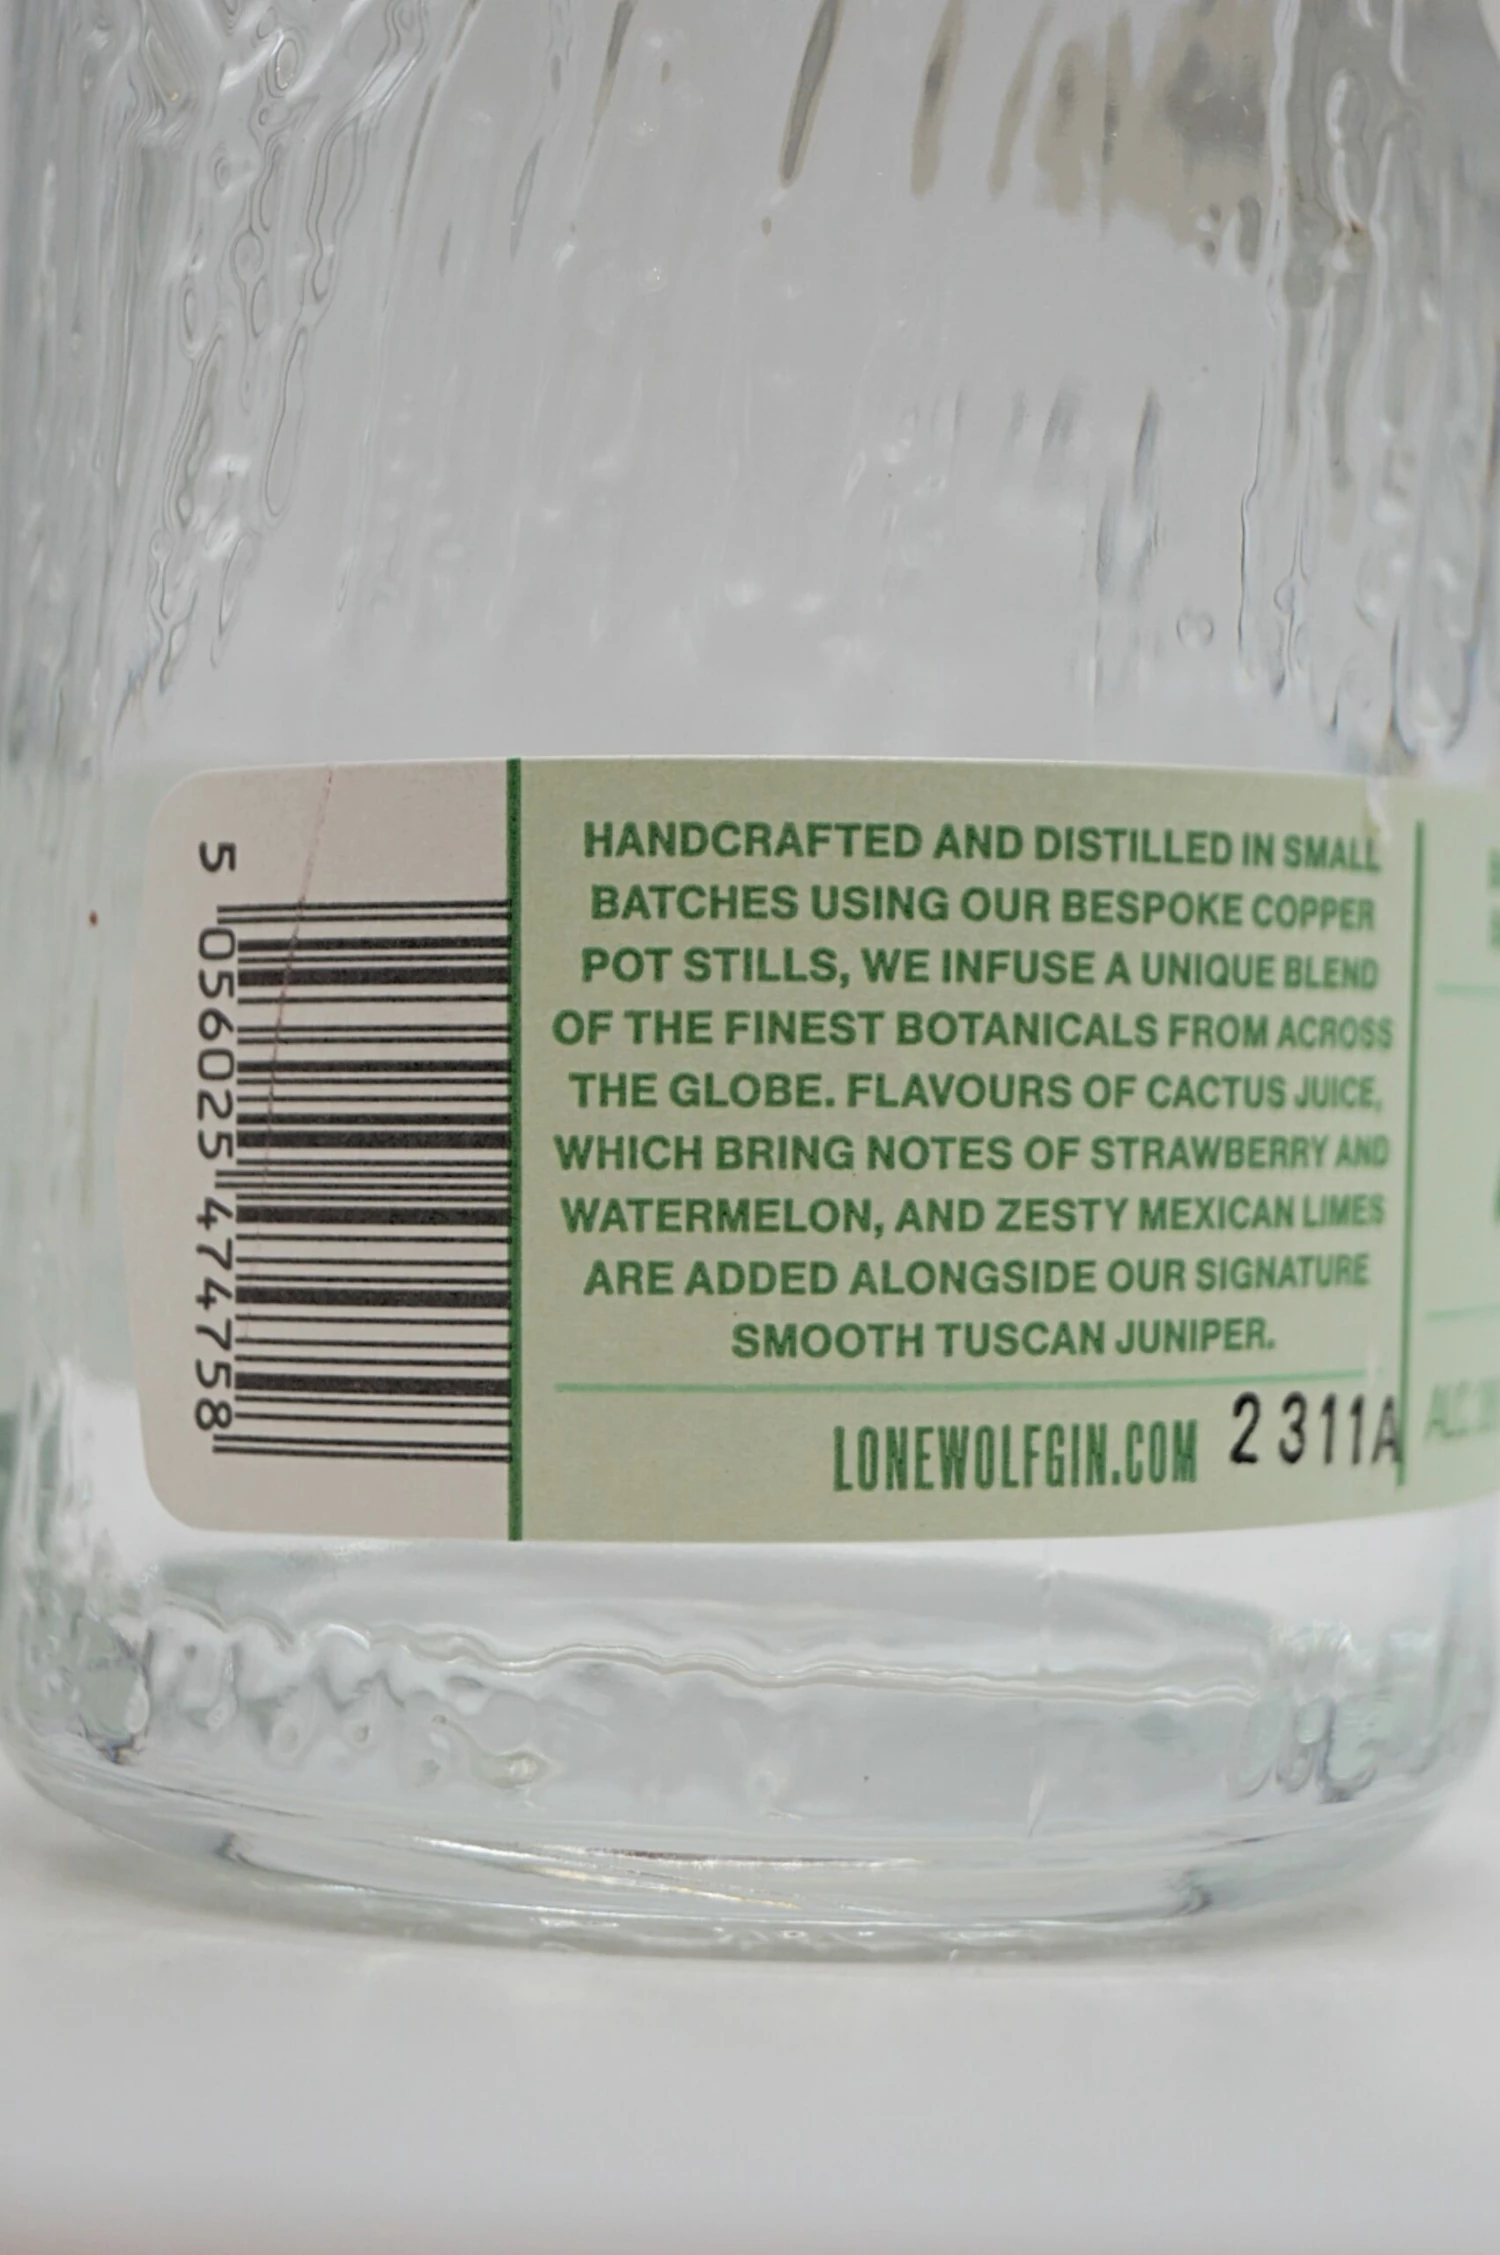 5 056025 474758
HANDCRAFTED AND DISTILLED IN SMALL
BATCHES USING OUR BESPOKE COPPER
POT STILLS, WE INFUSE A UNIQUE BLEND
OF THE FINEST BOTANICALS FROM ACROSS
THE GLOBE. FLAVOURS OF CACTUS JUICE,
WHICH BRING NOTES OF STRAWBERRY AND
WATERMELON, AND ZESTY MEXICAN LIMES
ARE ADDED ALONGSIDE OUR SIGNATURE
SMOOTH TUSCAN JUNIPER.
LONEWOLFGIN.COM 2311A